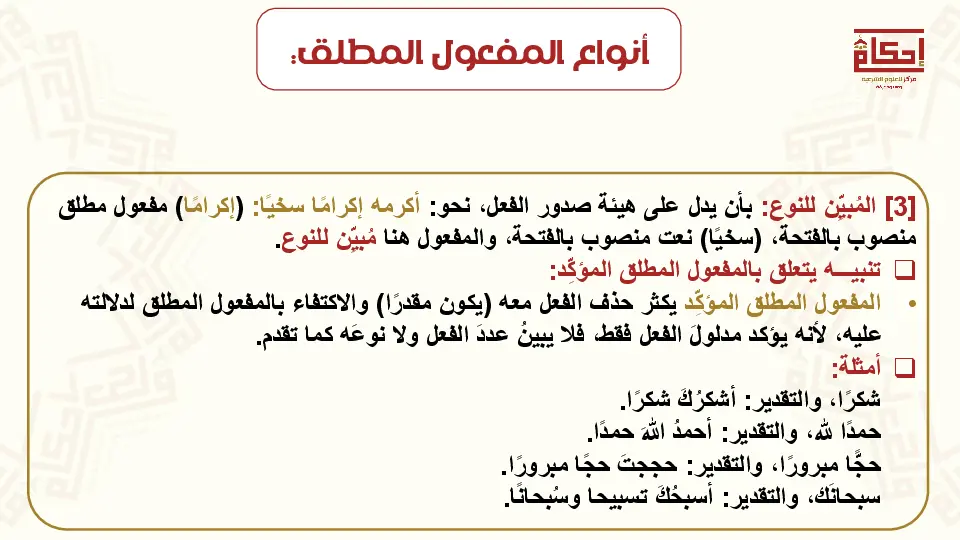 أنواع المفعول المطلق:
إحكام
مركز للعلوم الشرعية
[3] المُبيِّن للنوع: بأن يدل على هيئة صدور الفعل، نحو: أكرمه إكرامًا سخيًا: (إكرامًا) مفعول مطلق
منصوب بالفتحة، (سخيًا) نعت منصوب بالفتحة، والمفعول هنا مُبيِّن للنوع.
❑ تنبيـــه يتعلق بالمفعول المطلق المؤكِّد:
• المفعول المطلق المؤكِّد يكثر حذف الفعل معه (يكون مقدرًا) والاكتفاء بالمفعول المطلق لدلالته
عليه، لأنه يؤكد مدلولَ الفعل فقط، فلا يبينُ عددَ الفعل ولا نوعَه كما تقدم.
❑ أمثلة:
شكرًا، والتقدير: أشكرُكَ شكرًا.
حمدًا لله، والتقدير: أحمدُ اللهَ حمدًا.
حجًّا مبرورًا، والتقدير: حججتَ حجًا مبرورًا.
سبحانَك، والتقدير: أسبحُكَ تسبيحا وسُبحانًا.